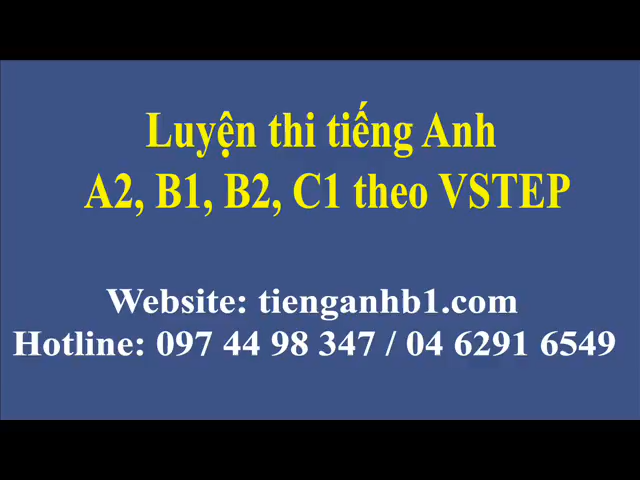 Luyện thi tiếng Anh
A2, B1, B2, C1 theo VSTEP
Website: tienganhb1.com
Hotline: 097 44 98 347 / 04 6291 6549